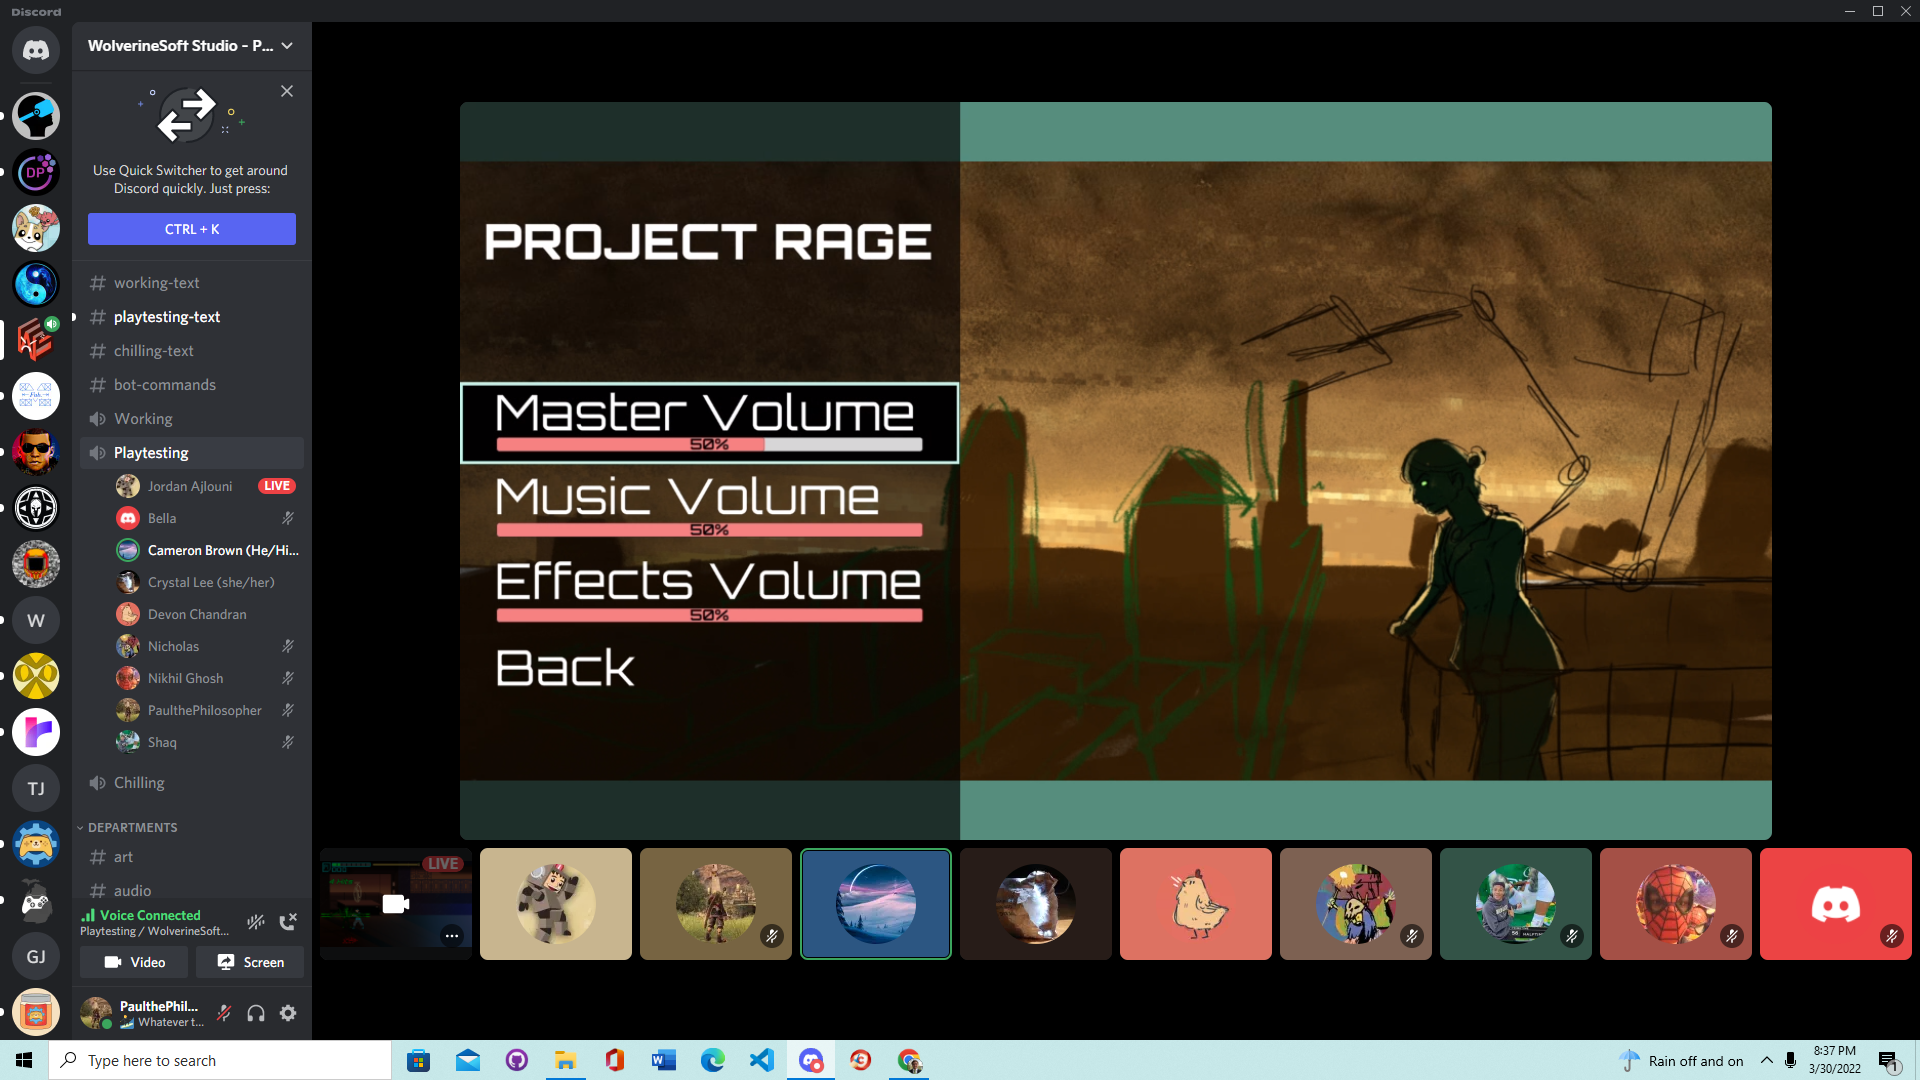 Discord
WolverineSoft Studio - P...
Use Quick Switcher to get around
Discord quickly. Just press:
CTRL + K
working-text
playtesting-text
chilling-text
bot-commands
Working
Playtesting
Jordan Ajlouni LIVE
Bella
Cameron Brown (He/Hi...
Crystal Lee (she/her)
Devon Chandran
Nicholas
Nikhil Ghosh
PaulthePhilosopher
Shaq
Chilling
DEPARTMENTS
art
audio
Voice Connected
Playtesting / WolverineSoft...
Video Screen
PaulthePhil...
Whatever t...
DP
W
TJ
GJ
PROJECT RAGE
Master Volume
50%
Music Volume
50%
Effects Volume
50%
Back
LIVE
Type here to search
Rain off and on
8:37 PM
3/30/2022
1